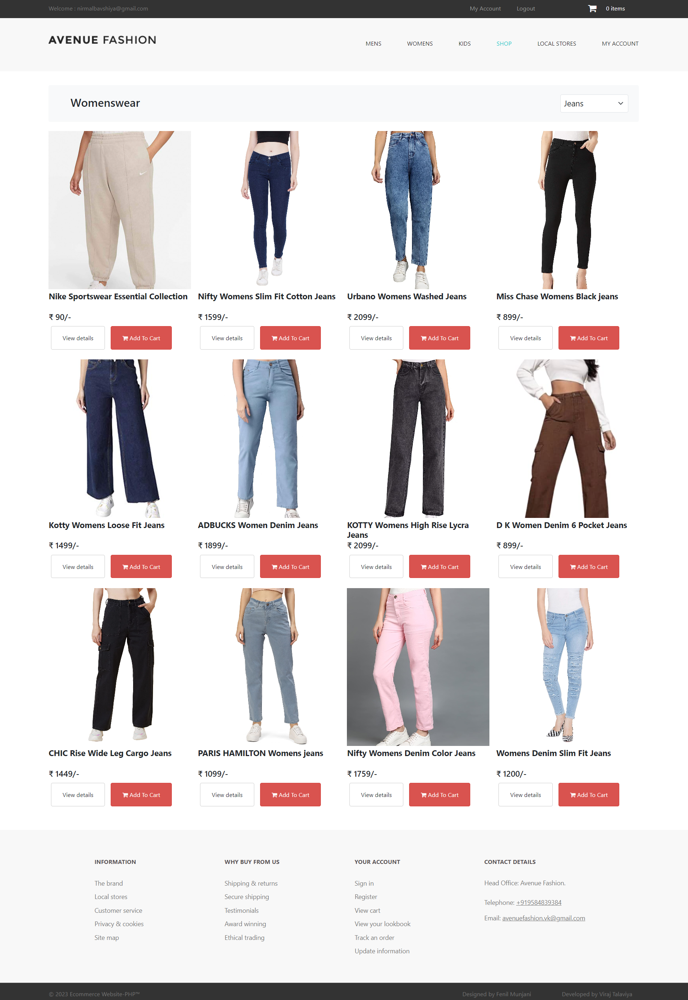 Welcome : nirmalbavshiya@gmail.com My Account Logout 0 items
AVENUE FASHION
MENS WOMENS KIDS SHOP LOCAL STORES MY ACCOUNT
Womenswear Jeans
Nike Sportswear Essential Collection Nifty Womens Slim Fit Cotton Jeans Urbano Womens Washed Jeans Miss Chase Womens Black jeans
₹ 90/- ₹ 1599/- ₹ 2099/- ₹ 899/-
View details Add To Cart View details Add To Cart View details Add To Cart View details Add To Cart
Kotty Womens Loose Fit Jeans ADBUCKS Women Denim Jeans KOTTY Womens High Rise Lycra D K Women Denim 6 Pocket Jeans
Jeans
₹ 1499/- ₹ 1899/- ₹ 2099/- ₹ 899/-
View details Add To Cart View details Add To Cart View details Add To Cart View details Add To Cart
CHIC Rise Wide Leg Cargo Jeans PARIS HAMILTON Womens jeans Nifty Womens Denim Color Jeans Womens Denim Slim Fit Jeans
₹ 1449/- ₹ 1099/- ₹ 1759/- ₹ 1200/-
View details Add To Cart View details Add To Cart View details Add To Cart View details Add To Cart
INFORMATION
The brand
Local stores
Customer service
Privacy & cookies
Site map
WHY BUY FROM US
Shipping & returns
Secure shipping
Testimonials
Award winning
Ethical trading
YOUR ACCOUNT
Sign in
Register
View cart
View your lookbook
Track an order
Update information
CONTACT DETAILS
Head Office: Avenue Fashion.
Telephone: +919584839384
Email: avenuefashion.vk@gmail.com
© 2023 Ecommerce Website-PHP™ Designed by Fenil Munjani Developed by Viraj Talaviya